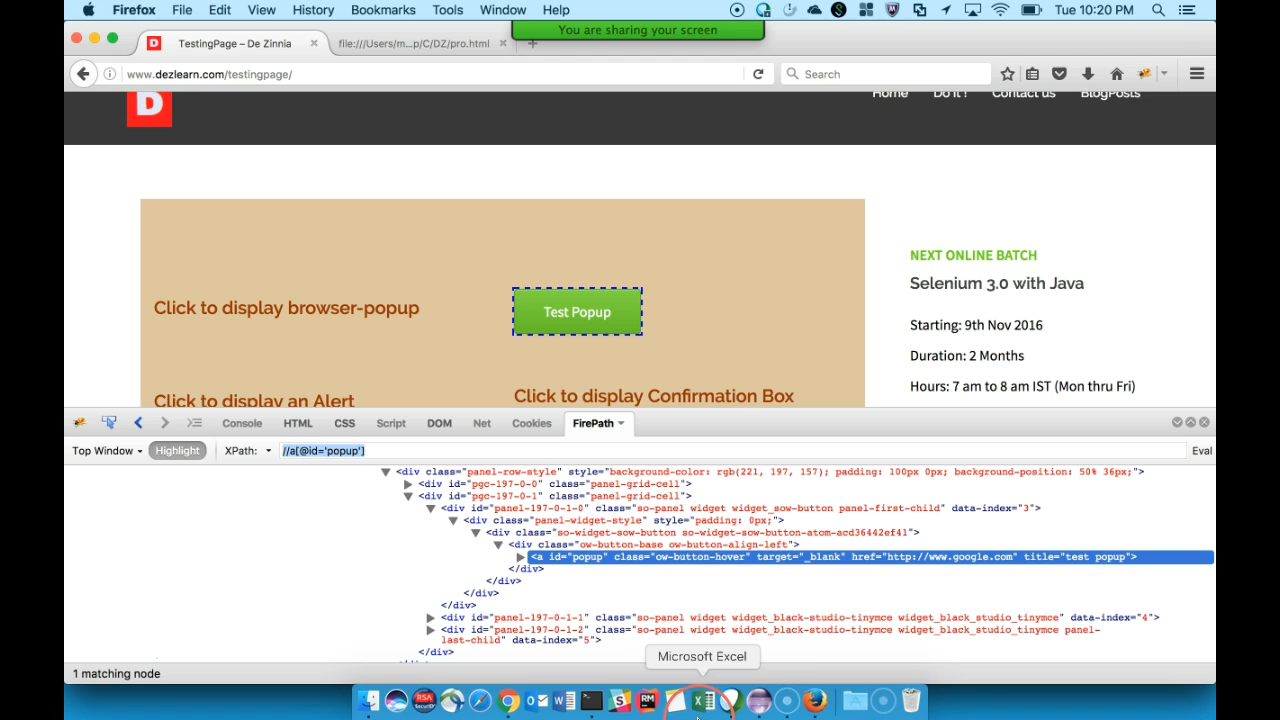 Firefox File Edit View History Bookmarks Tools Window Help Tue 10:20 PM
You are sharing your screen
TestingPage – De Zinnia file:///Users/m...p/C/DZ/pro.html
www.dezlearn.com/testingpage/ Search
D Home Do it ! Contact us BlogPosts
NEXT ONLINE BATCH
Selenium 3.0 with Java
Click to display browser-popup Test Popup
Starting: 9th Nov 2016
Duration: 2 Months
Hours: 7 am to 8 am IST (Mon thru Fri)
Click to display an Alert Click to display Confirmation Box
Console HTML CSS Script DOM Net Cookies FirePath
Top Window Highlight XPath: //a[@id='popup'] Eval
<div class="panel-row-style" style="background-color: rgb(221, 197, 157); padding: 100px 0px; background-position: 50% 36px;">
<div id="pgc-197-0-0" class="panel-grid-cell">
<div id="pgc-197-0-1" class="panel-grid-cell">
<div id="panel-197-0-1-0" class="so-panel widget widget_sow-button panel-first-child" data-index="3">
<div class="panel-widget-style" style="padding: 0px;">
<div class="so-widget-sow-button so-widget-sow-button-atom-acd36442ef41">
<div class="ow-button-base ow-button-align-left">
<a id="popup" class="ow-button-hover" target="_blank" href="http://www.google.com" title="test popup">
</div>
</div>
</div>
</div>
<div id="panel-197-0-1-1" class="so-panel widget widget_black-studio-tinymce widget_black_studio_tinymce" data-index="4">
<div id="panel-197-0-1-2" class="so-panel widget widget_black-studio-tinymce widget_black_studio_tinymce panel-
last-child" data-index="5">
</div>
Microsoft Excel
1 matching node
RSA
SecurID
S RM